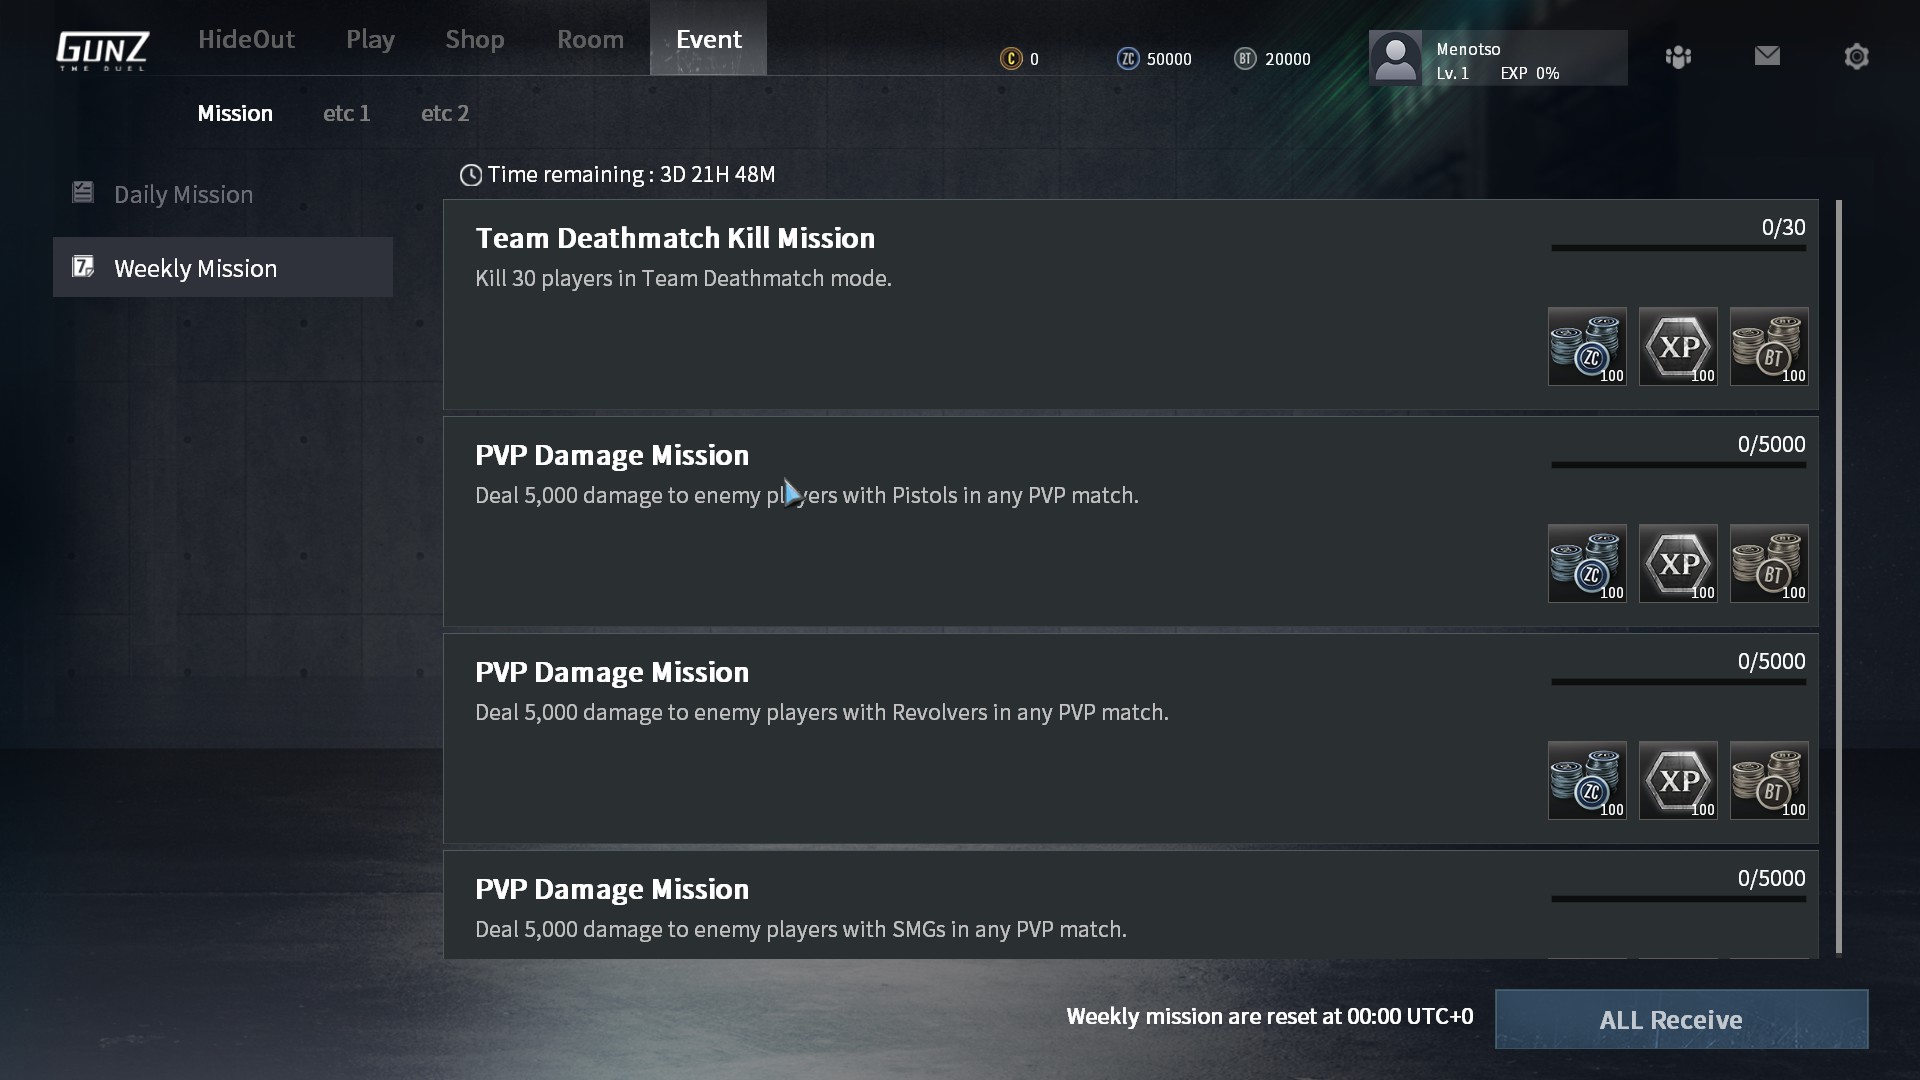 GUNZ
THE DUEL
HideOut
Play
Shop
Room
Event
C 0
ZC 50000
BT 20000
Menotso
Lv. 1 EXP 0%
Mission
etc 1
etc 2
Daily Mission
7 Weekly Mission
Time remaining : 3D 21H 48M
Team Deathmatch Kill Mission
0/30
Kill 30 players in Team Deathmatch mode.
ZC 100
XP 100
BT 100
PVP Damage Mission
0/5000
Deal 5,000 damage to enemy players with Pistols in any PVP match.
ZC 100
XP 100
BT 100
PVP Damage Mission
0/5000
Deal 5,000 damage to enemy players with Revolvers in any PVP match.
ZC 100
XP 100
BT 100
PVP Damage Mission
0/5000
Deal 5,000 damage to enemy players with SMGs in any PVP match.
Weekly mission are reset at 00:00 UTC+0
ALL Receive